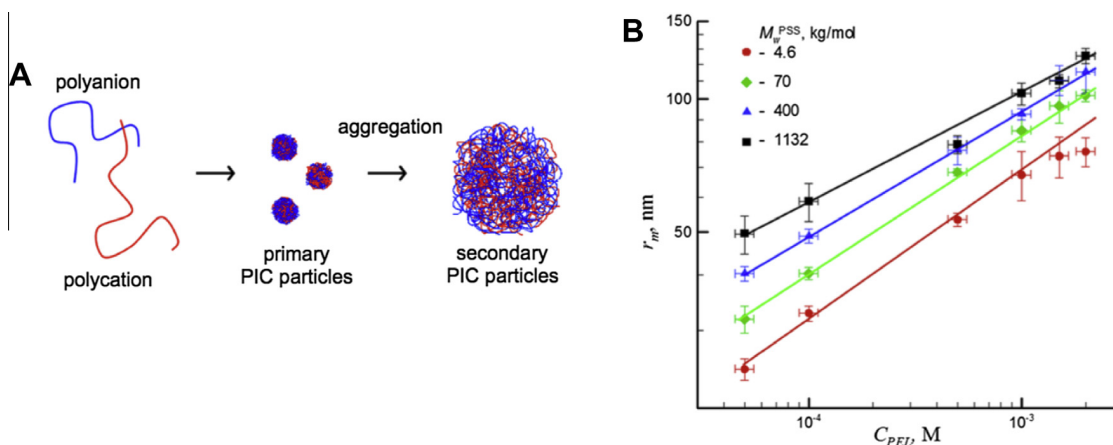 A
polyanion
polycation
primary
PIC particles
aggregation
secondary
PIC particles
B
M_w^PSS, kg/mol
- 4.6
- 70
- 400
- 1132
150
100
50
r_m, nm
10^-4
10^-3
C_PEI, M